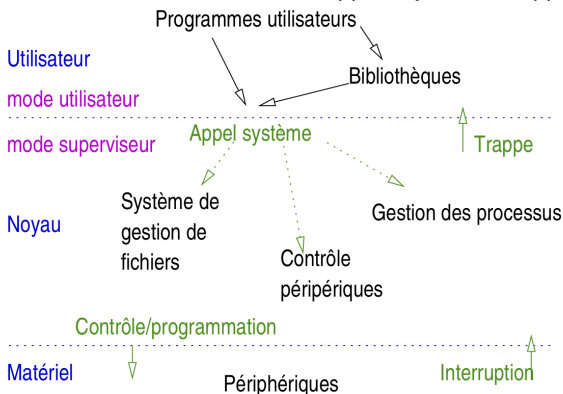 Programmes utilisateurs
Utilisateur
Bibliothèques
mode utilisateur
Appel système
mode superviseur
Trappe
Système de
gestion de
fichiers
Gestion des processus
Noyau
Contrôle
péripériques
Contrôle/programmation
Matériel
Périphériques
Interruption